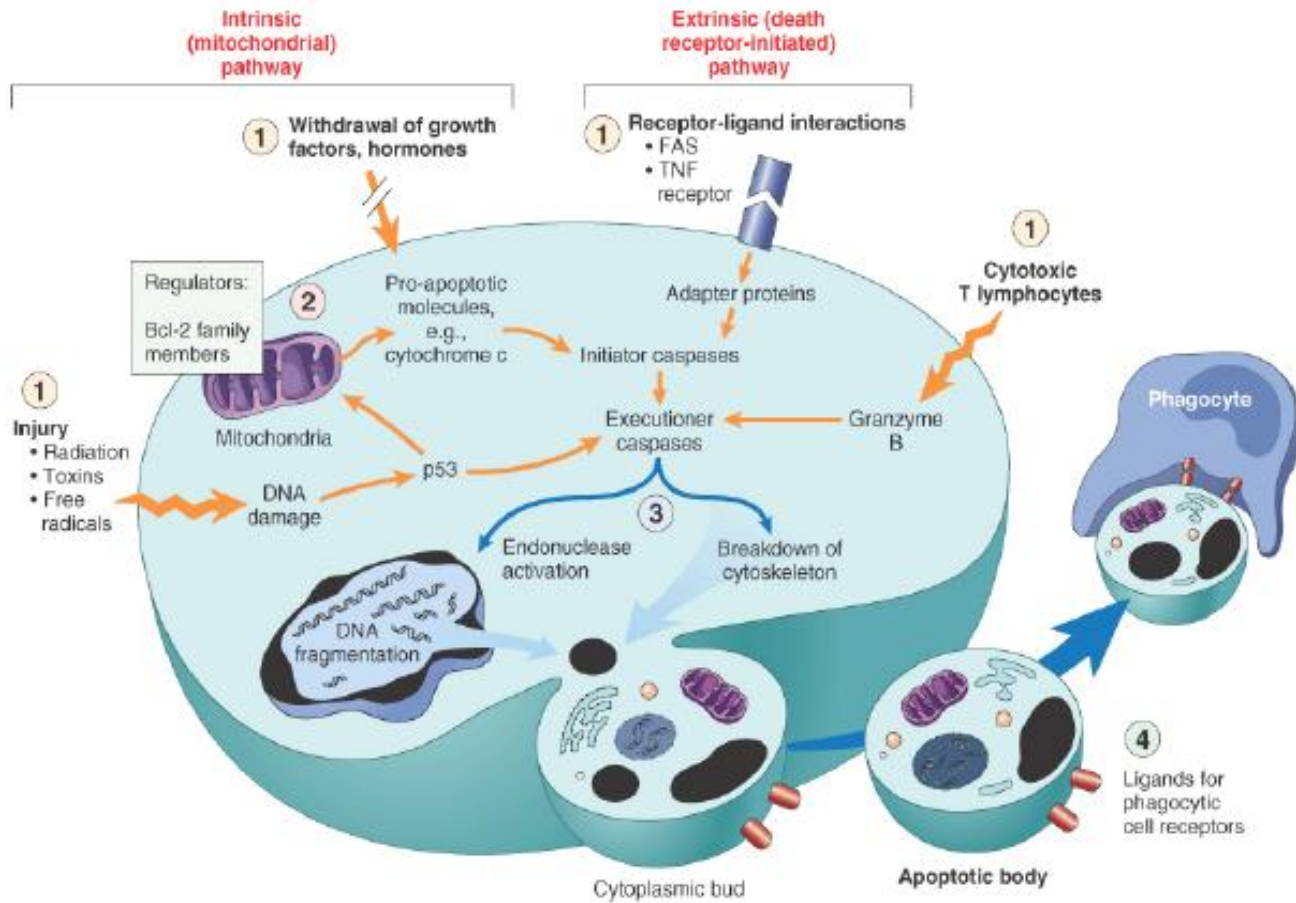 Intrinsic
(mitochondrial)
pathway
Extrinsic (death
receptor-initiated)
pathway
1
Withdrawal of growth
factors, hormones
1
Receptor-ligand interactions
• FAS
• TNF
receptor
1
Cytotoxic
T lymphocytes
Regulators:
Bcl-2 family
members
2
Pro-apoptotic
molecules,
e.g.,
cytochrome c
Adapter proteins
Initiator caspases
1
Injury
• Radiation
• Toxins
• Free
radicals
Mitochondria
Executioner
caspases
Granzyme
B
Phagocyte
p53
DNA
damage
3
Endonuclease
activation
Breakdown of
cytoskeleton
DNA
fragmentation
4
Ligands for
phagocytic
cell receptors
Cytoplasmic bud
Apoptotic body